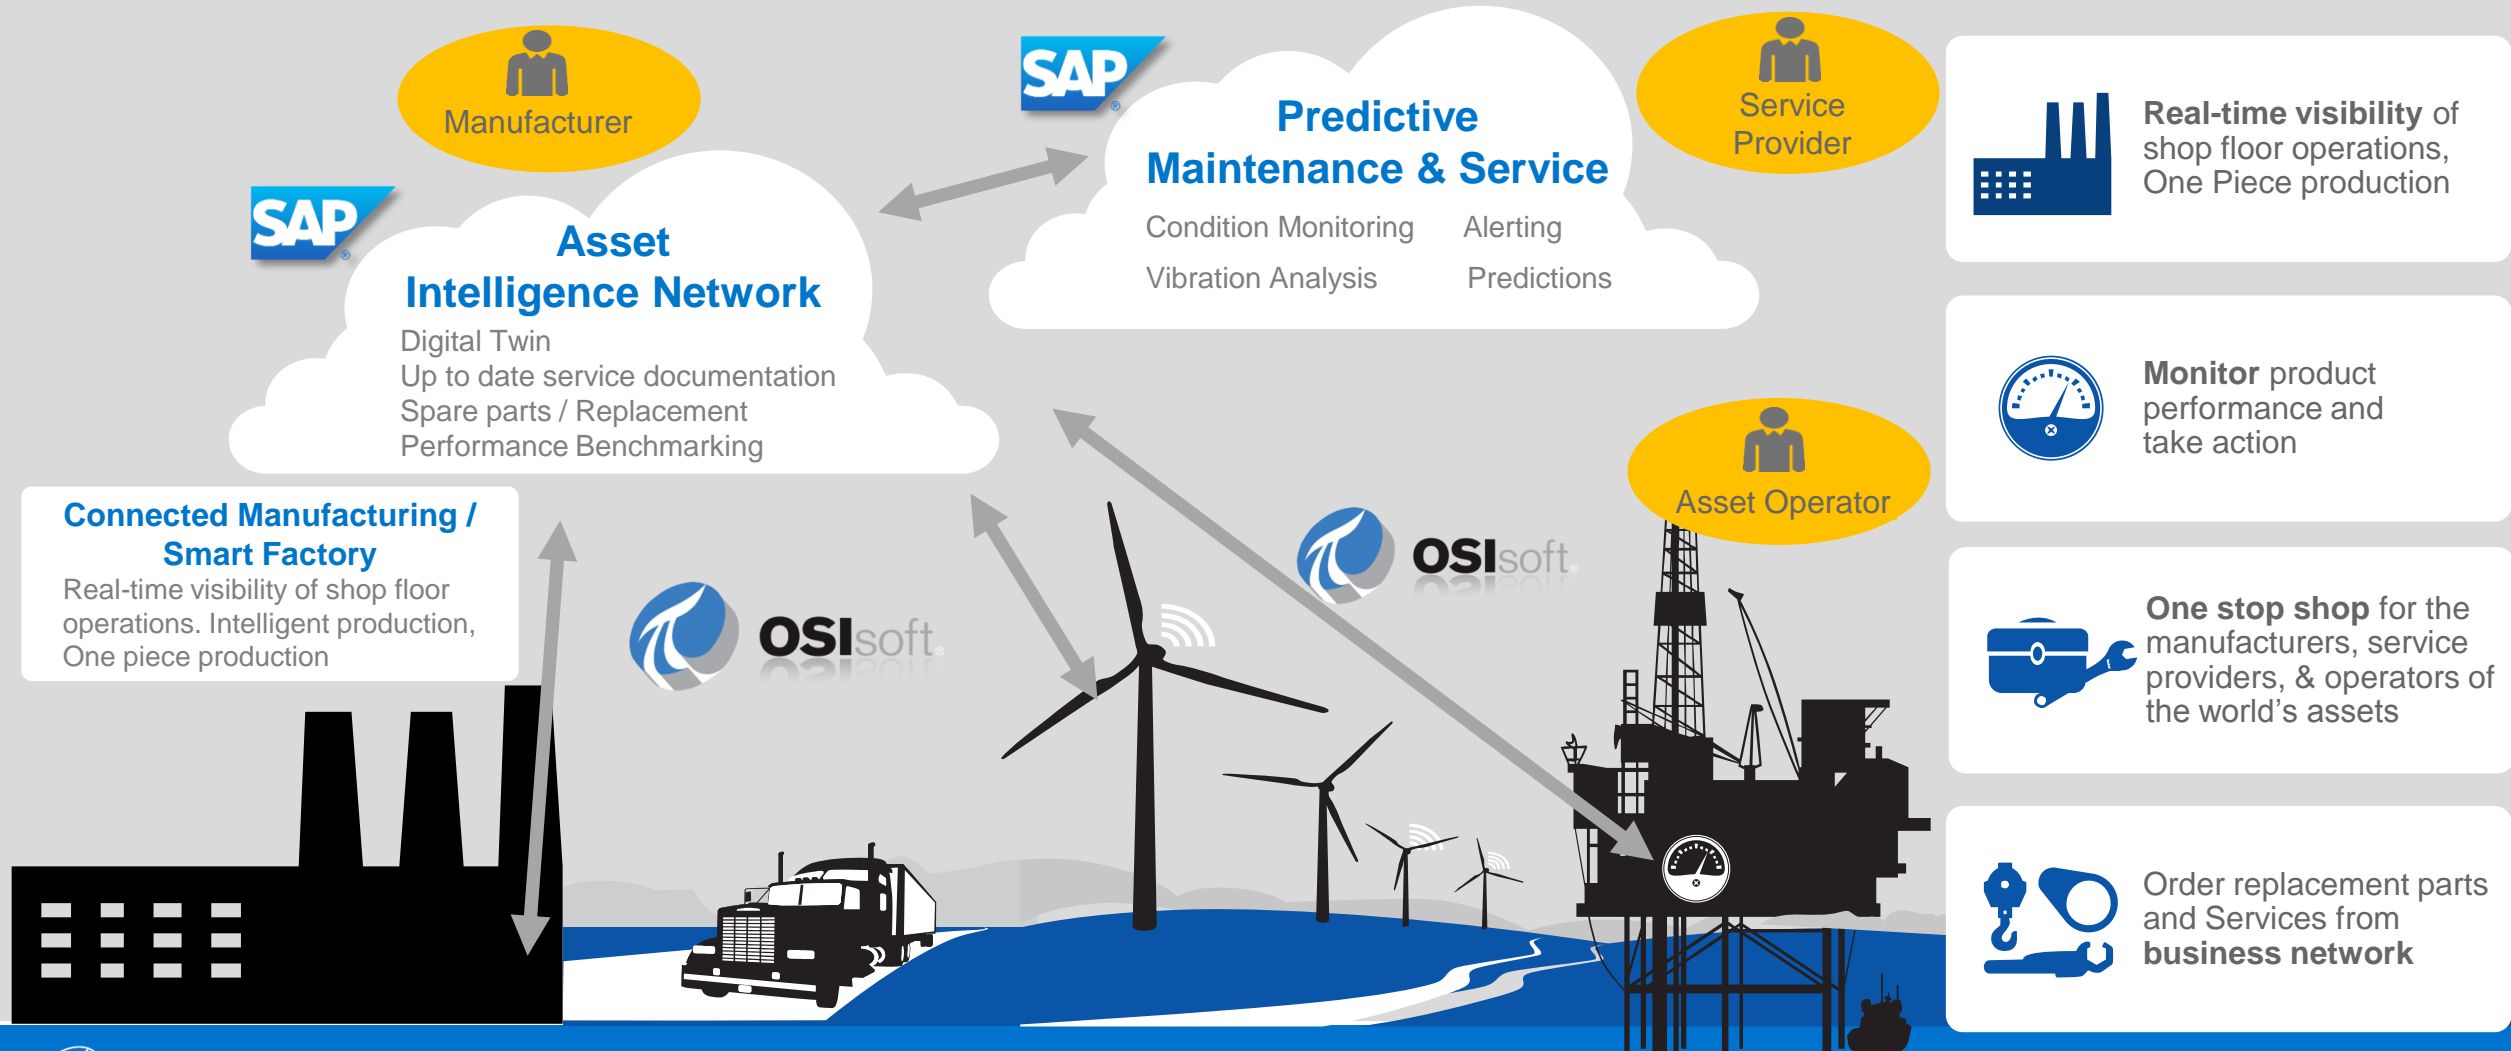 Manufacturer
SAP
®
Asset
Intelligence Network
Digital Twin
Up to date service documentation
Spare parts / Replacement
Performance Benchmarking
SAP
®
Predictive
Maintenance & Service
Condition Monitoring Alerting
Vibration Analysis Predictions
Service
Provider
Connected Manufacturing /
Smart Factory
Real-time visibility of shop floor
operations. Intelligent production,
One piece production
OSIsoft®
OSIsoft®
Asset Operator
Real-time visibility of
shop floor operations,
One Piece production
Monitor product
performance and
take action
One stop shop for the
manufacturers, service
providers, & operators of
the world’s assets
Order replacement parts
and Services from
business network